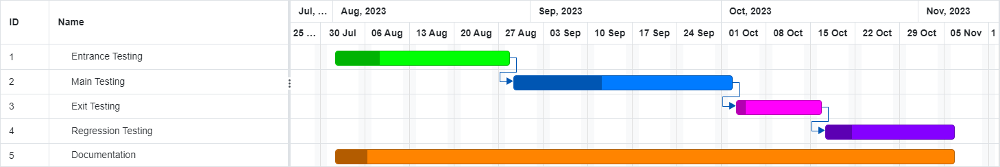 ID Name Jul, ... Aug, 2023 Sep, 2023 Oct, 2023 Nov, 2023
25 ... 30 Jul 06 Aug 13 Aug 20 Aug 27 Aug 03 Sep 10 Sep 17 Sep 24 Sep 01 Oct 08 Oct 15 Oct 22 Oct 29 Oct 05 Nov 1
1 Entrance Testing
2 Main Testing
3 Exit Testing
4 Regression Testing
5 Documentation